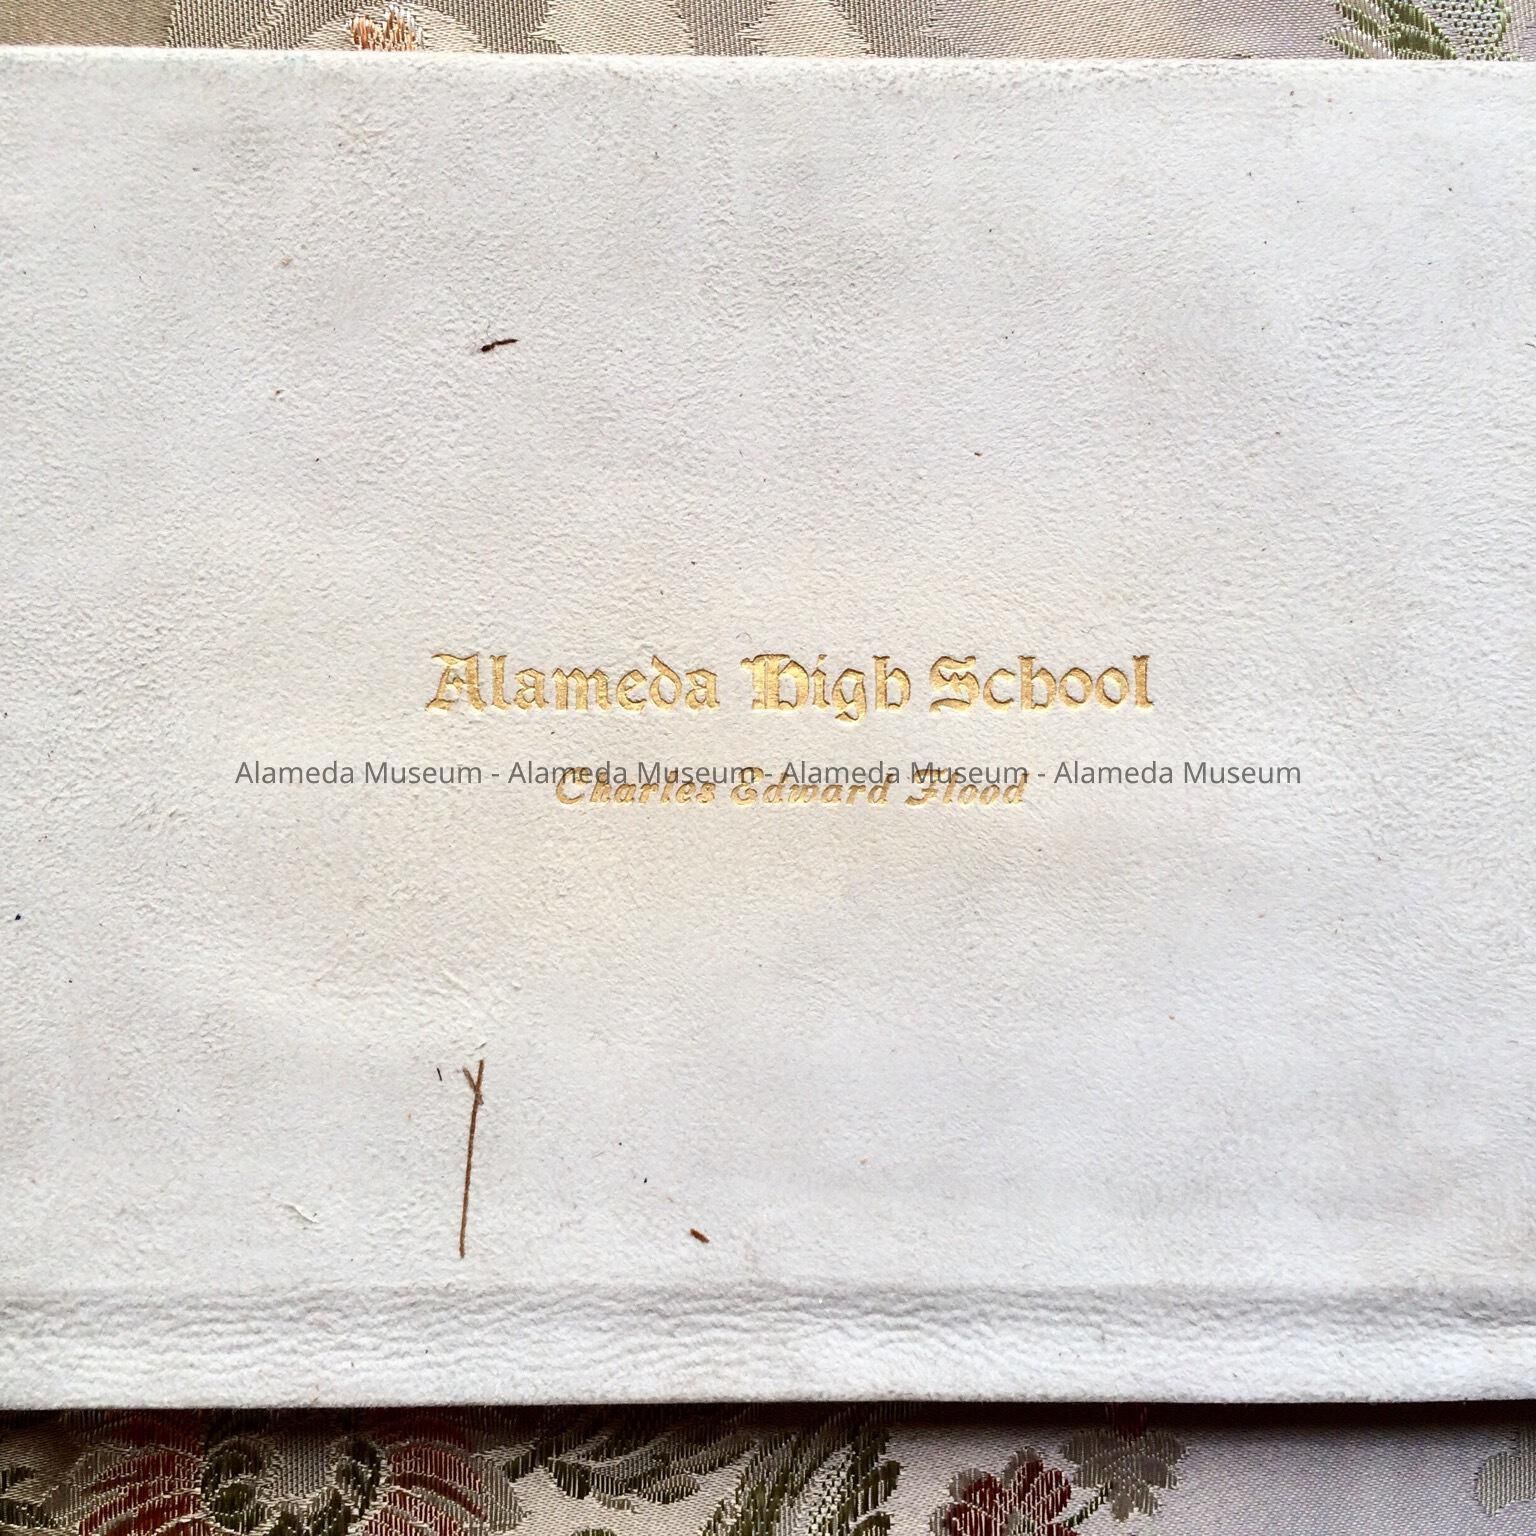 Alameda High School
Alameda Museum - Alameda Museum - Alameda Museum - Alameda Museum
Charles Edward Flood